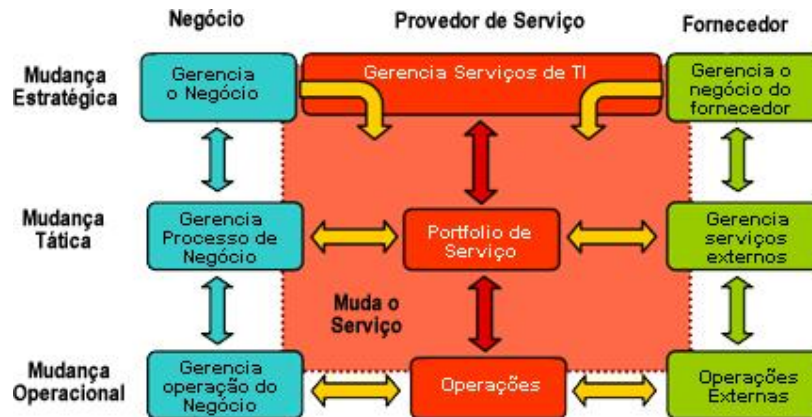 Negócio
Provedor de Serviço
Fornecedor
Mudança
Estratégica
Gerencia
o Negócio
Gerencia Serviços de TI
Gerencia o
negócio do
fornecedor
Mudança
Tática
Gerencia
Processo de
Negócio
Portfolio de
Serviço
Gerencia
serviços
externos
Muda o
Serviço
Mudança
Operacional
Gerencia
operação do
Negócio
Operações
Operações
Externas